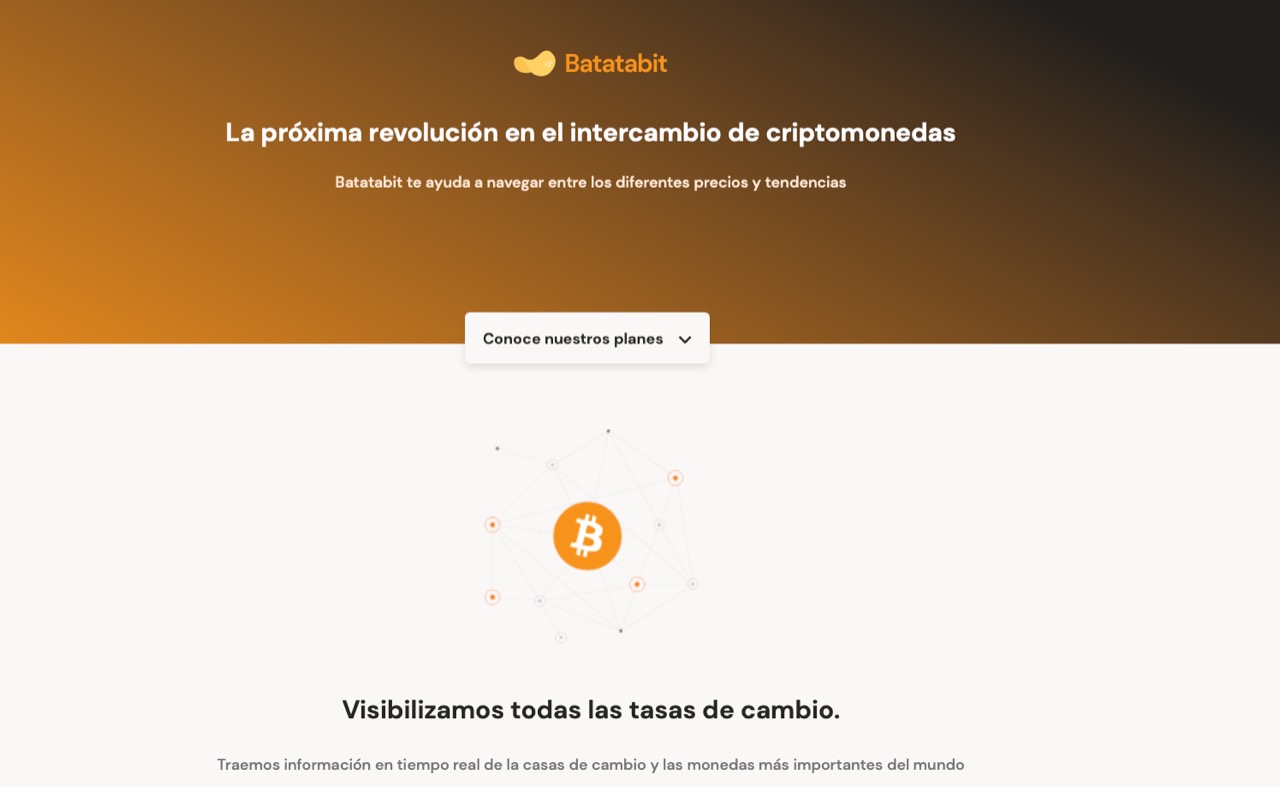 Batatabit
La próxima revolución en el intercambio de criptomonedas
Batatabit te ayuda a navegar entre los diferentes precios y tendencias
Conoce nuestros planes
Visibilizamos todas las tasas de cambio.
Traemos información en tiempo real de la casas de cambio y las monedas más importantes del mundo